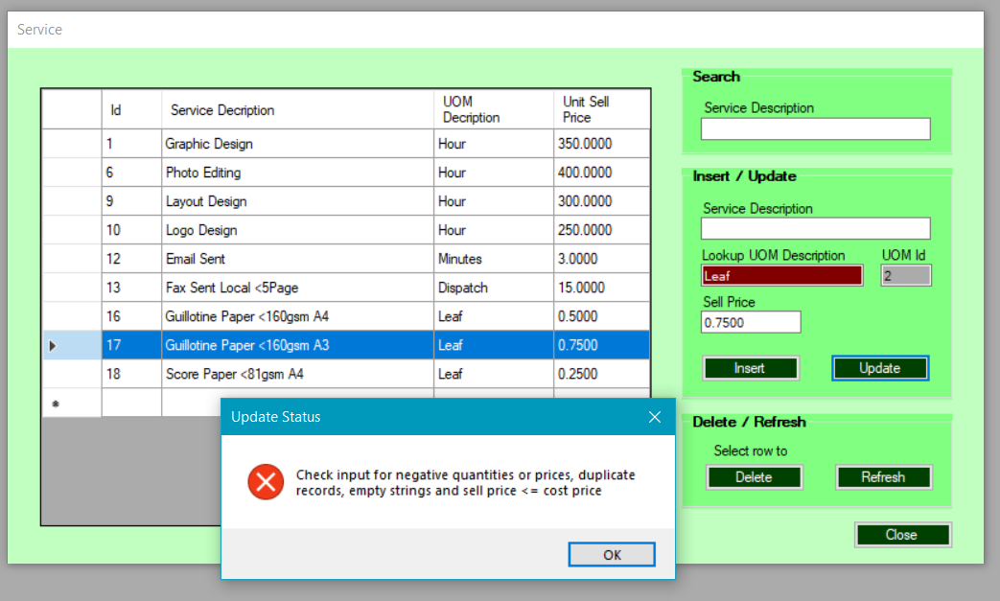 Service
Id Service Decription UOM Decription Unit Sell Price
1 Graphic Design Hour 350.0000
6 Photo Editing Hour 400.0000
9 Layout Design Hour 300.0000
10 Logo Design Hour 250.0000
12 Email Sent Minutes 3.0000
13 Fax Sent Local <5Page Dispatch 15.0000
16 Guillotine Paper <160gsm A4 Leaf 0.5000
17 Guillotine Paper <160gsm A3 Leaf 0.7500
18 Score Paper <81gsm A4 Leaf 0.2500
Search
Service Description
Insert / Update
Service Description
Lookup UOM Description UOM Id
Leaf 2
Sell Price
0.7500
Insert Update
Delete / Refresh
Select row to
Delete Refresh
Close
Update Status
Check input for negative quantities or prices, duplicate
records, empty strings and sell price <= cost price
OK